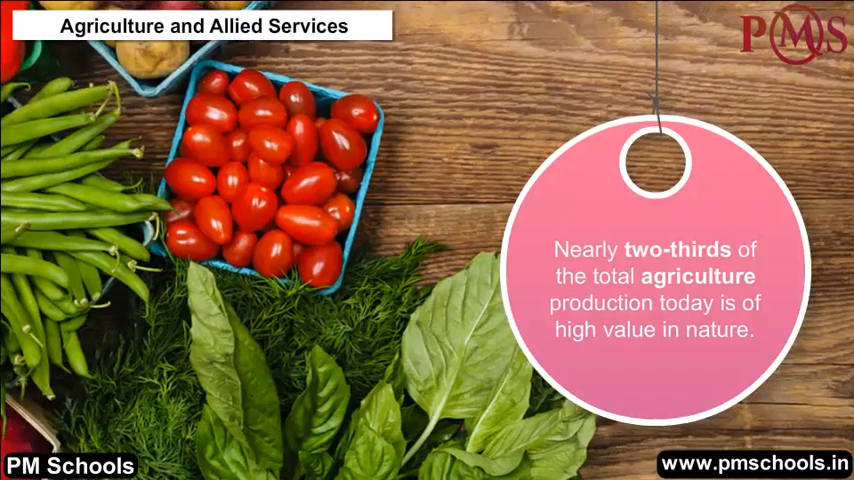 Agriculture and Allied Services
PMS
Nearly two-thirds of
the total agriculture
production today is of
high value in nature.
PM Schools
www.pmschools.in